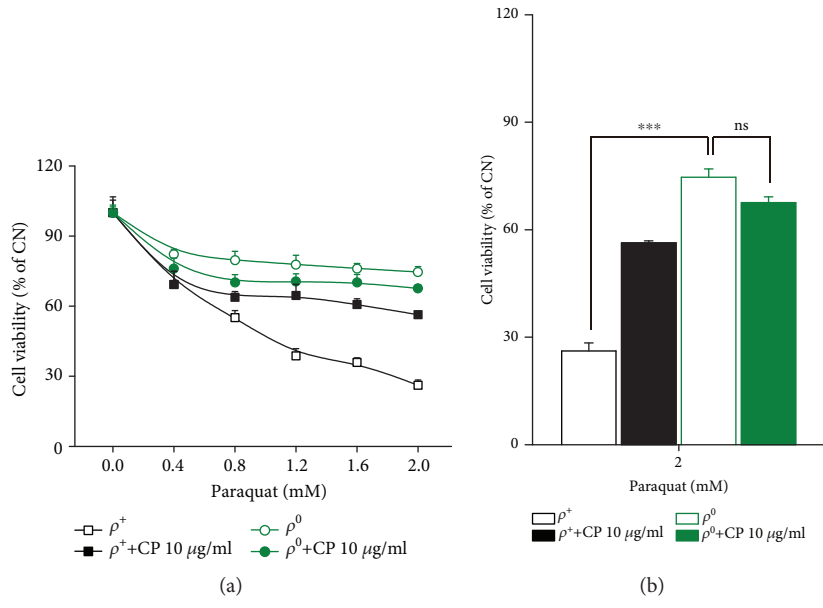 120
90
60
30
0
Cell viability (% of CN)
0.0 0.4 0.8 1.2 1.6 2.0
Paraquat (mM)
ρ⁺ ρ⁰
ρ⁺+CP 10 μg/ml ρ⁰+CP 10 μg/ml
(a)
120
90
60
30
0
Cell viability (% of CN)
*** ns
2
Paraquat (mM)
ρ⁺ ρ⁰
ρ⁺+CP 10 μg/ml ρ⁰+CP 10 μg/ml
(b)